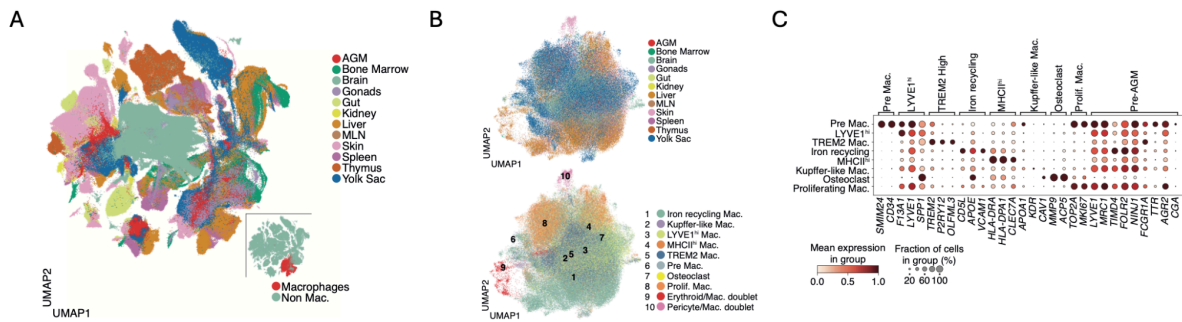 A
AGM
Bone Marrow
Brain
Gonads
Gut
Kidney
Liver
MLN
Skin
Spleen
Thymus
Yolk Sac
Macrophages
Non Mac.
UMAP2
UMAP1
B
AGM
Bone Marrow
Brain
Gonads
Gut
Kidney
Liver
MLN
Skin
Spleen
Thymus
Yolk Sac
UMAP2
UMAP1
10
8
4
7
6
2 5 3
9
1
1 Iron recycling Mac.
2 Kupffer-like Mac.
3 LYVE1hi Mac.
4 MHCIIhi Mac.
5 TREM2 Mac.
6 Pre Mac.
7 Osteoclast
8 Prolif. Mac.
9 Erythroid/Mac. doublet
10 Pericyte/Mac. doublet
UMAP2
UMAP1
C
Pre Mac.
LYVE1hi
TREM2 High
Iron recycling
MHCIIhi
Kupffer-like Mac.
Osteoclast
Prolif. Mac.
Pre-AGM
Pre Mac.
LYVE1hi
TREM2 Mac.
Iron recycling
MHCIIhi
Kupffer-like Mac.
Osteoclast
Proliferating Mac.
SMIM24
CD34
F13A1
LYVE1
SPP1
TREM2
P2RY12
OLFML3
CD5L
APOE
VCAM1
HLA-DRA
HLA-DPA1
CLEC7A
APOA1
KDR
CAV1
MMP9
ACP5
TOP2A
MKI67
LYVE1
MRC1
TIMD4
FOLR2
NINJ1
FCGR1A
TTR
AGR2
CGA
Mean expression
in group
0.0 0.5 1.0
Fraction of cells
in group (%)
20 60 100